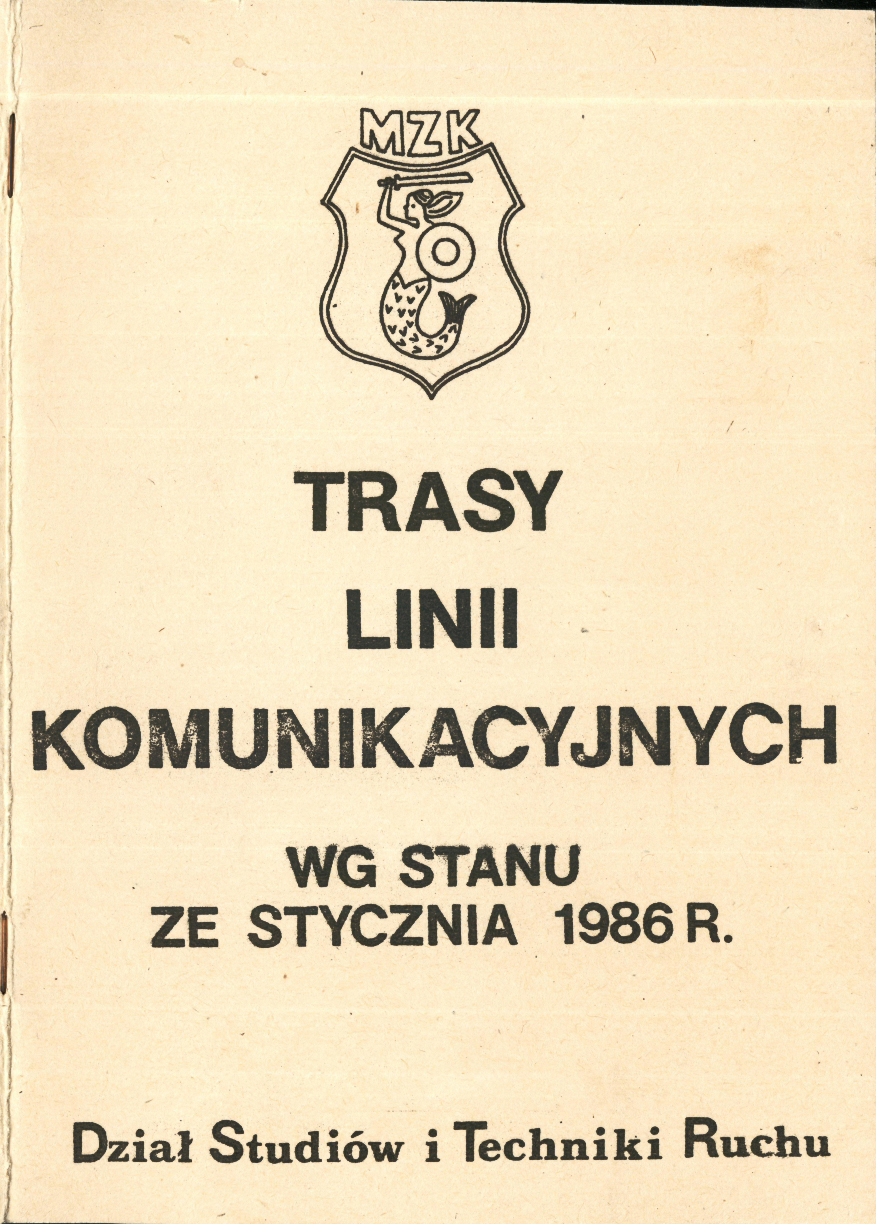 MZK
TRASY
LINII
KOMUNIKACYJNYCH
WG STANU
ZE STYCZNIA 1986 R.
Dział Studiów i Techniki Ruchu